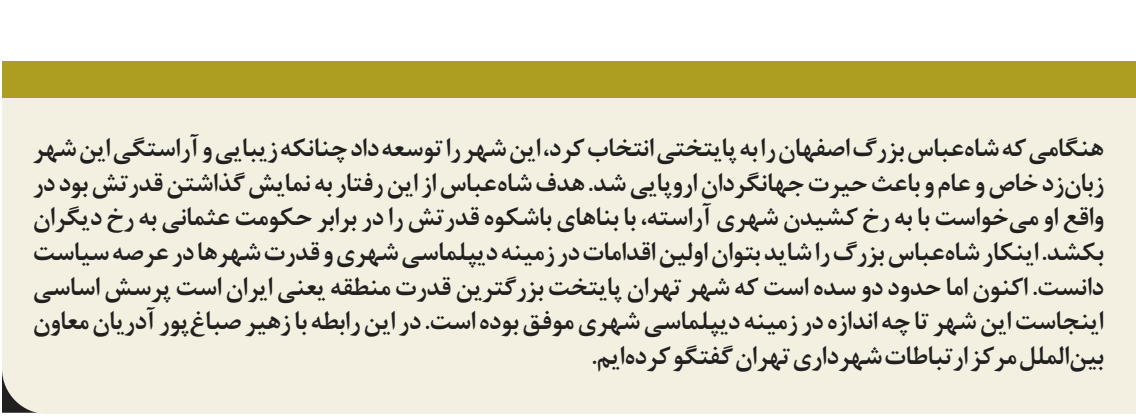 هنگامی که شاه‌عباس بزرگ اصفهان را به پایتختی انتخاب کرد، این شهر را توسعه داد چنانکه زیبایی و آراستگی این شهر
زبان‌زد خاص و عام و باعث حیرت جهانگردان اروپایی شد. هدف شاه‌عباس از این رفتار به نمایش گذاشتن قدرتش بود در
واقع او می‌خواست با به رخ کشیدن شهری آراسته، با بناهای باشکوه قدرتش را در برابر حکومت عثمانی به رخ دیگران
بکشد. اینکار شاه‌عباس بزرگ را شاید بتوان اولین اقدامات در زمینه دیپلماسی شهری و قدرت شهرها در عرصه سیاست
دانست. اکنون اما حدود دو سده است که شهر تهران پایتخت بزرگترین قدرت منطقه یعنی ایران است پرسش اساسی
اینجاست این شهر تا چه اندازه در زمینه دیپلماسی شهری موفق بوده است. در این رابطه با زهیر صباغ‌پور آدریان معاون
بین‌الملل مرکز ارتباطات شهرداری تهران گفتگو کرده‌ایم.